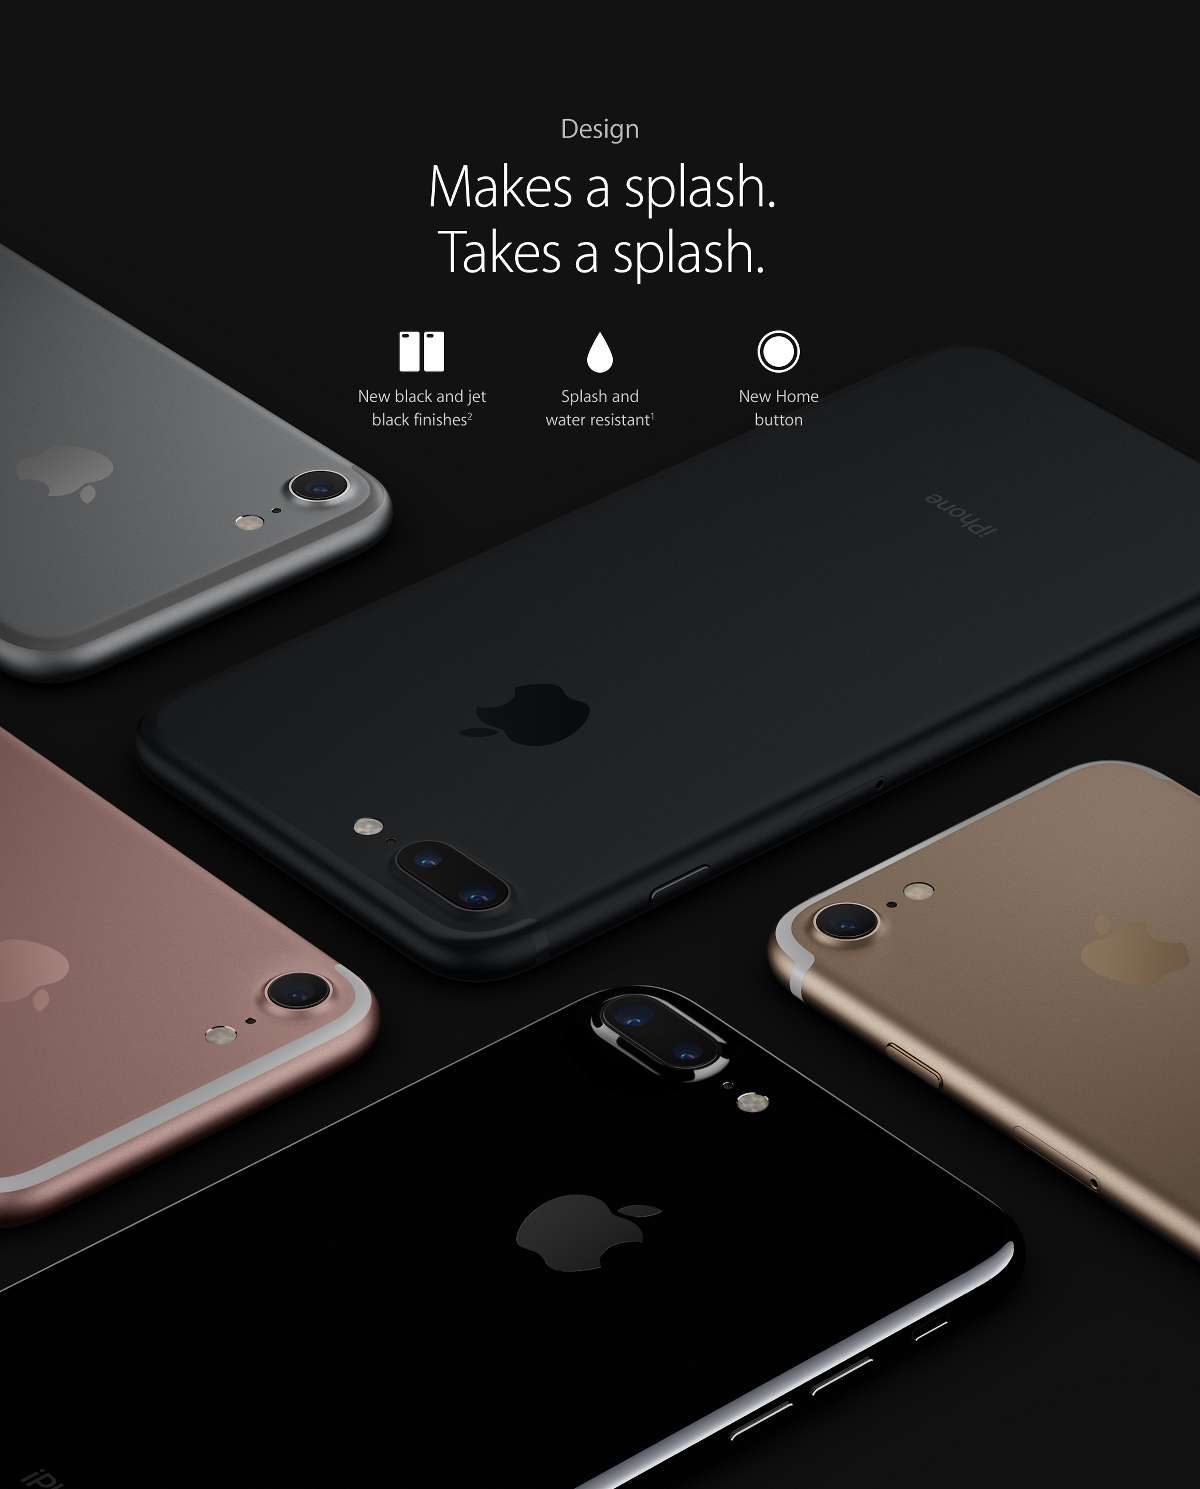 Design
Makes a splash.
Takes a splash.
New black and jet
black finishes²
Splash and
water resistant¹
New Home
button
iPhone